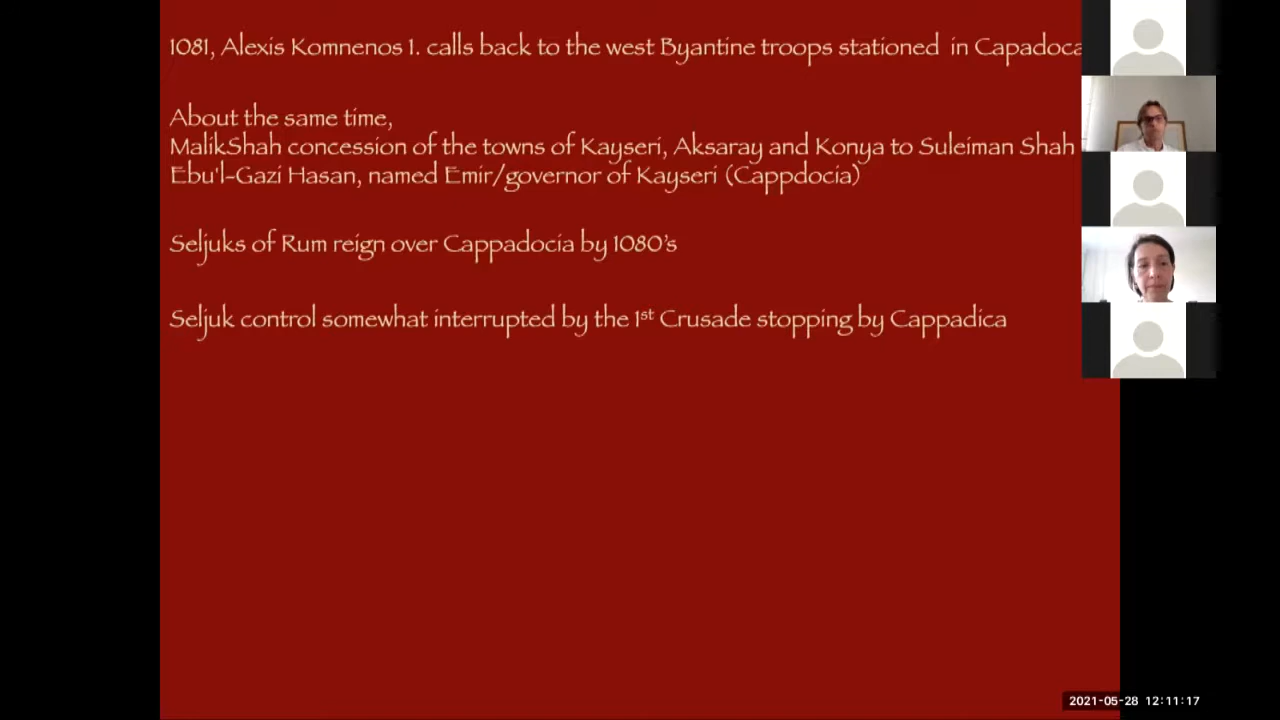 1081, Alexis Komnenos 1. calls back to the west Byantine troops stationed in Capadoca
About the same time,
MalikShah concession of the towns of Kayseri, Aksaray and Konya to Suleiman Shah
Ebu'l-Gazi Hasan, named Emir/governor of Kayseri (Cappdocia)
Seljuks of Rum reign over Cappadocia by 1080's
Seljuk control somewhat interrupted by the 1st Crusade stopping by Cappadica
2021-05-28 12:11:17